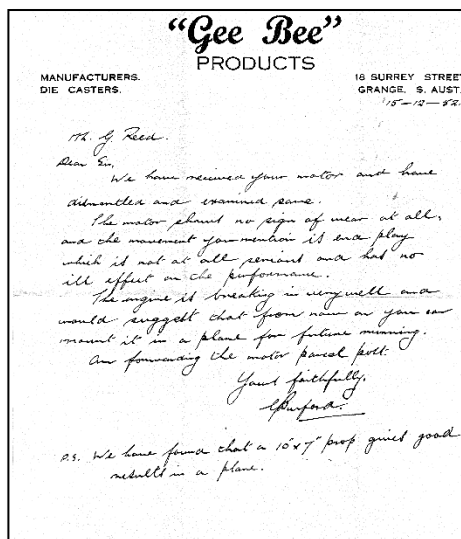 "Gee Bee"
PRODUCTS
MANUFACTURERS.
DIE CASTERS.
18 SURREY STREET
GRANGE, S. AUST.
15-12-52.
Mr. G Reed.
Dear Sir,
We have received your motor and have
dismantled and examined same.
The motor shows no sign of wear at all,
and the movement you mention is end play
which is not at all serious and has no
ill effect on the performance.
The engine is breaking in very well and
would suggest that from now on you can
mount it in a plane for future running.
Am forwarding the motor parcel post.
Yours faithfully,
GBurford.
P.S. We have found that a 10"x7" prop gives good
results in a plane.